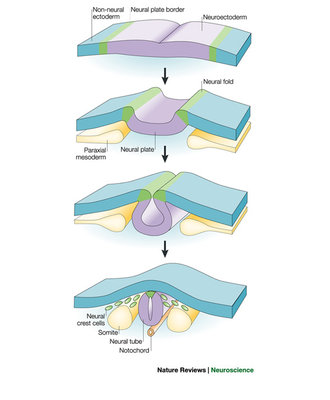 Non-neural
ectoderm
Neural plate border
Neuroectoderm
Neural fold
Paraxial
mesoderm
Neural plate
Neural
crest cells
Somite
Neural tube
Notochord
Nature Reviews | Neuroscience